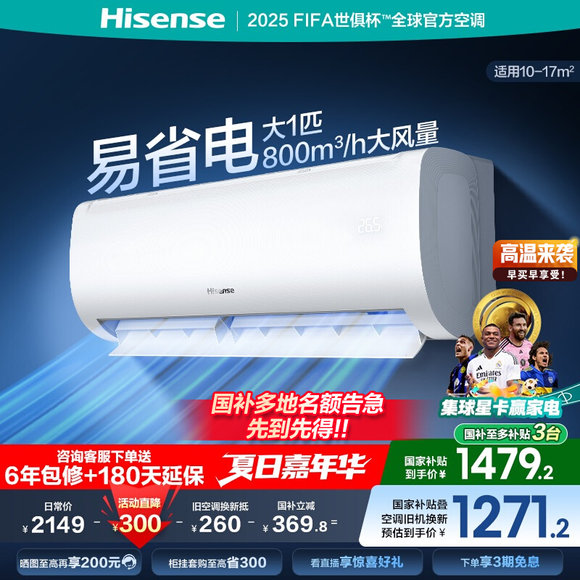 Hisense | 2025 FIFA世俱杯™全球官方空调
适用10-17m²
易省电 大1匹
800m³/h大风量
26.5
Hisense
高温来袭
早买早享受!
集球星卡赢家电
国补多地名额告急
先到先得!!
国补至多补贴3台
咨询客服下单送
6年包修+180天延保
夏日嘉年华
国家补贴
到手价 ¥1479.2
日常价
¥2149
-
活动直降
¥300
-
旧空调换新抵
¥260
-
国补立减
¥369.8=
国家补贴叠
空调旧机换新
预估到手价
¥1271.2
晒图至高再享200元
柜挂套购至高省300
看直播享惊喜好礼
下单享3期免息